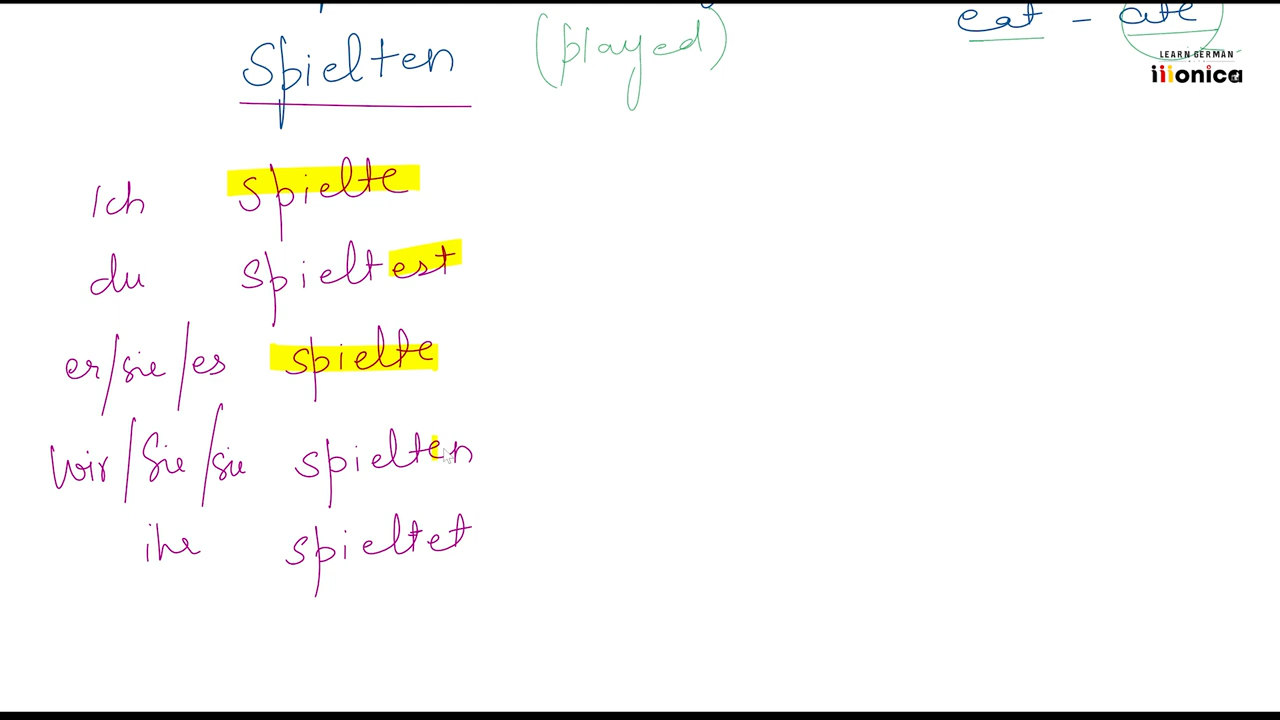 eat - ate
Spielten (played)
LEARN GERMAN
iiionica
Ich spielte
du spieltest
er/sie/es spielte
Wir/Sie/sie spielten
ihr spieltet